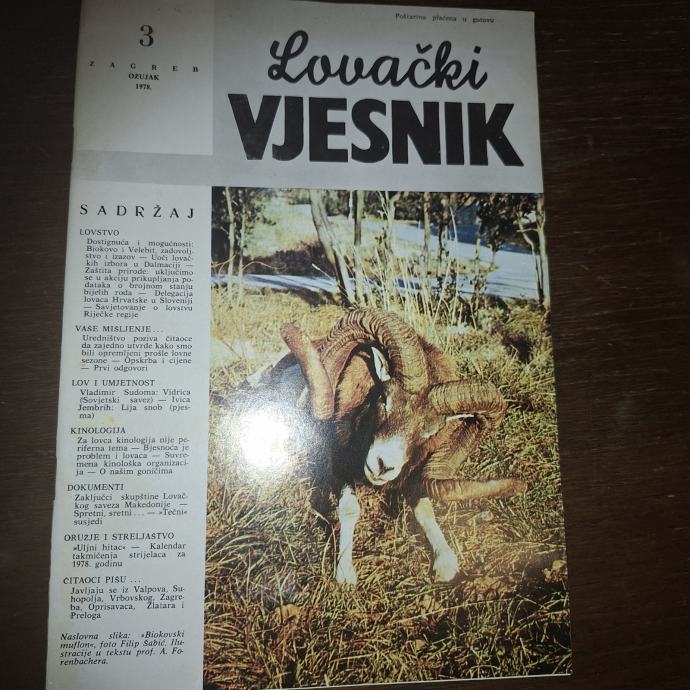 Poštarina plaćena u gotovu
3
ZAGREB
OŽUJAK
1978.
Lovački
VJESNIK
SADRŽAJ
LOVSTVO
Dostignuća i mogućnosti:
Biokovo i Velebit, zadovolj-
stvo i izazov — Uoči lovač-
kih izbora u Dalmaciji —
Zaštita prirode: uključimo
se u akciju prikupljanja po-
dataka o brojnom stanju
bijelih roda — Delegacija
lovaca Hrvatske u Sloveniji
— Savjetovanje o lovstvu
Riječke regije
VAŠE MIŠLJENJE...
Uredništvo poziva čitaoce
da zajedno utvrde kako smo
bili opremljeni prošle lovne
sezone — Opskrba i cijene
— Prvi odgovori
LOV I UMJETNOST
Vladimir Sudoma: Vidrica
(Sovjetski savez) — Ivica
Jembrih: Lija snob (pjes-
ma)
KINOLOGIJA
Za lovca kinologija nije pe-
riferna tema — Bjesnoća je
problem i lovaca — Suvre-
mena kinološka organizaci-
ja — O našim goničima
DOKUMENTI
Zaključci skupštine Lovač-
kog saveza Makedonije —
Spretni, sretni... — »Tečni«
susjedi
ORUŽJE I STRELJAŠTVO
»Uljni hitac« — Kalendar
takmičenja strijelaca za
1978. godinu
ČITAOCI PIŠU ...
Javljaju se iz Valpova, Su-
hopolja, Vrbovskog, Zagre-
ba, Oprisavaca, Zlatara i
Preloga
Naslovna slika: »Biokovski
muflon«, foto Filip Šabić. Ilu-
stracije u tekstu prof. A. Fo-
renbachera.